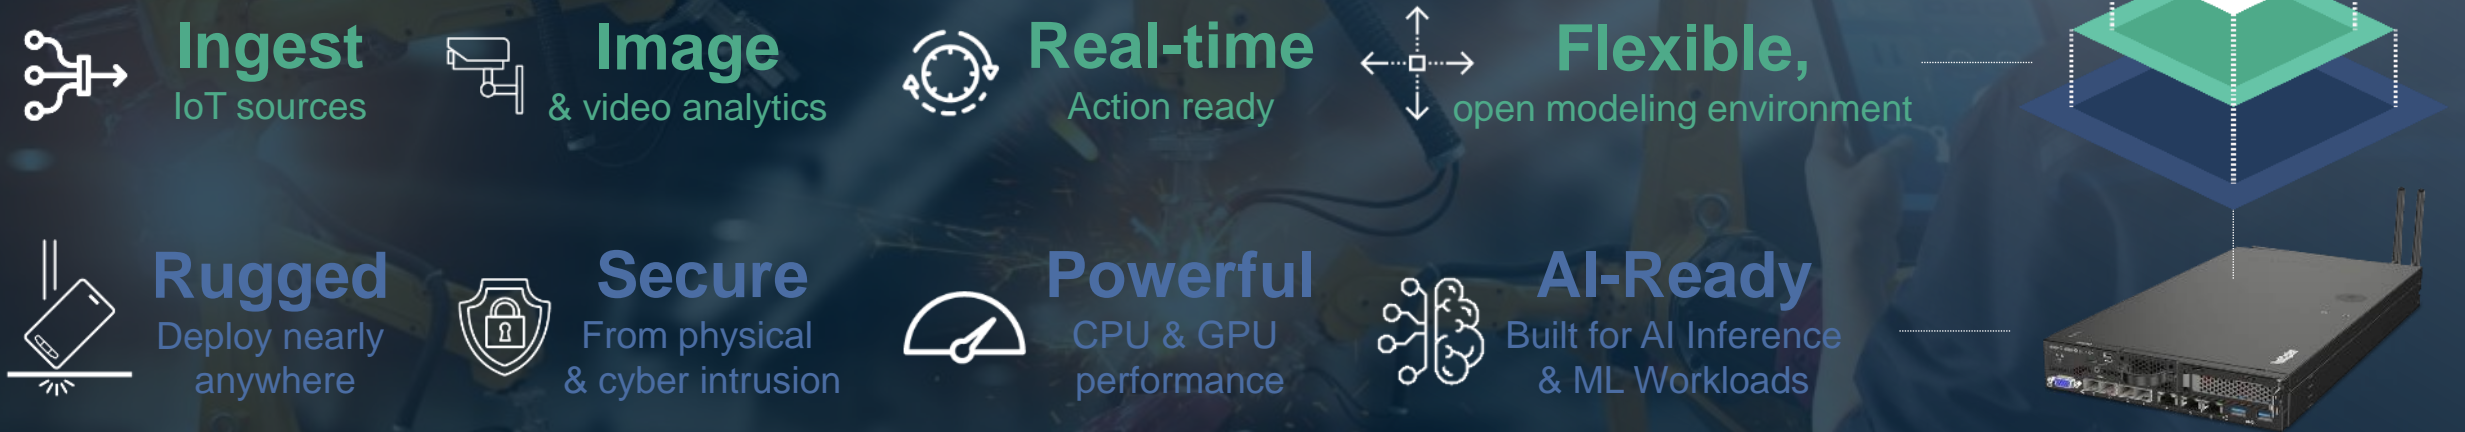 Ingest
IoT sources
Image
& video analytics
Real-time
Action ready
Flexible,
open modeling environment
Rugged
Deploy nearly
anywhere
Secure
From physical
& cyber intrusion
Powerful
CPU & GPU
performance
AI-Ready
Built for AI Inference
& ML Workloads